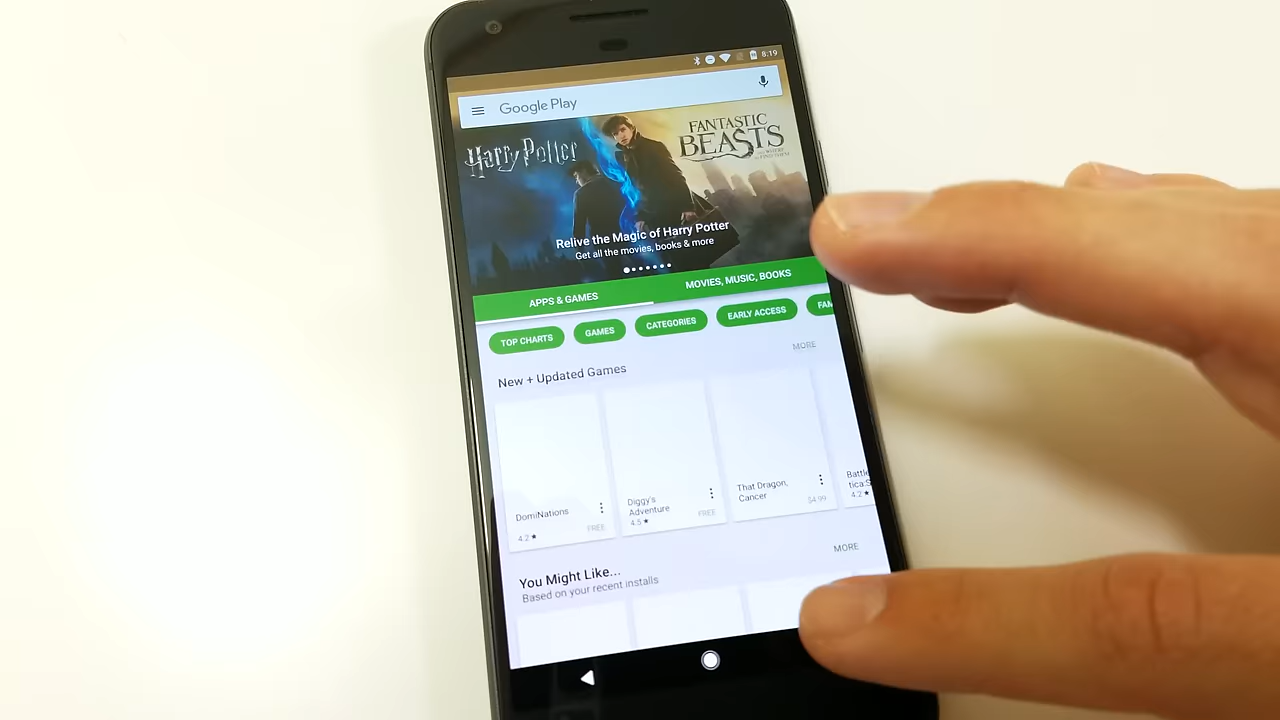 8:19
Google Play
Harry Potter
FANTASTIC
BEASTS
Relive the Magic of Harry Potter
Get all the movies, books & more
APPS & GAMES
MOVIES, MUSIC, BOOKS
TOP CHARTS
GAMES
CATEGORIES
EARLY ACCESS
FAM
New + Updated Games
MORE
DomiNations
4.2★
FREE
Diggy's
Adventure
4.5★
FREE
That Dragon,
Cancer
$4.99
Battle
tica:S
4.2★
You Might Like...
MORE
Based on your recent installs